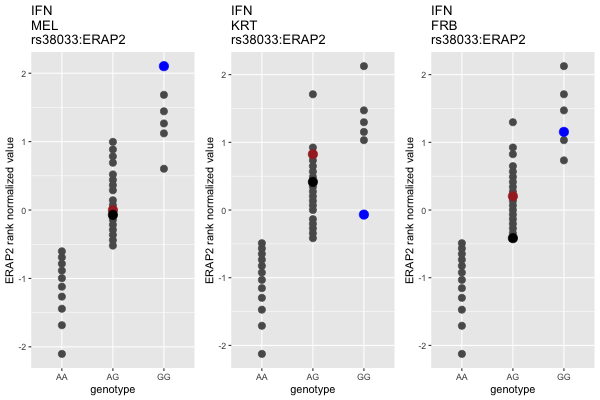 IFN
MEL
rs38033:ERAP2
ERAP2 rank normalized value
2
1
0
-1
-2
AA AG GG
genotype
IFN
KRT
rs38033:ERAP2
ERAP2 rank normalized value
2
1
0
-1
-2
AA AG GG
genotype
IFN
FRB
rs38033:ERAP2
ERAP2 rank normalized value
2
1
0
-1
-2
AA AG GG
genotype